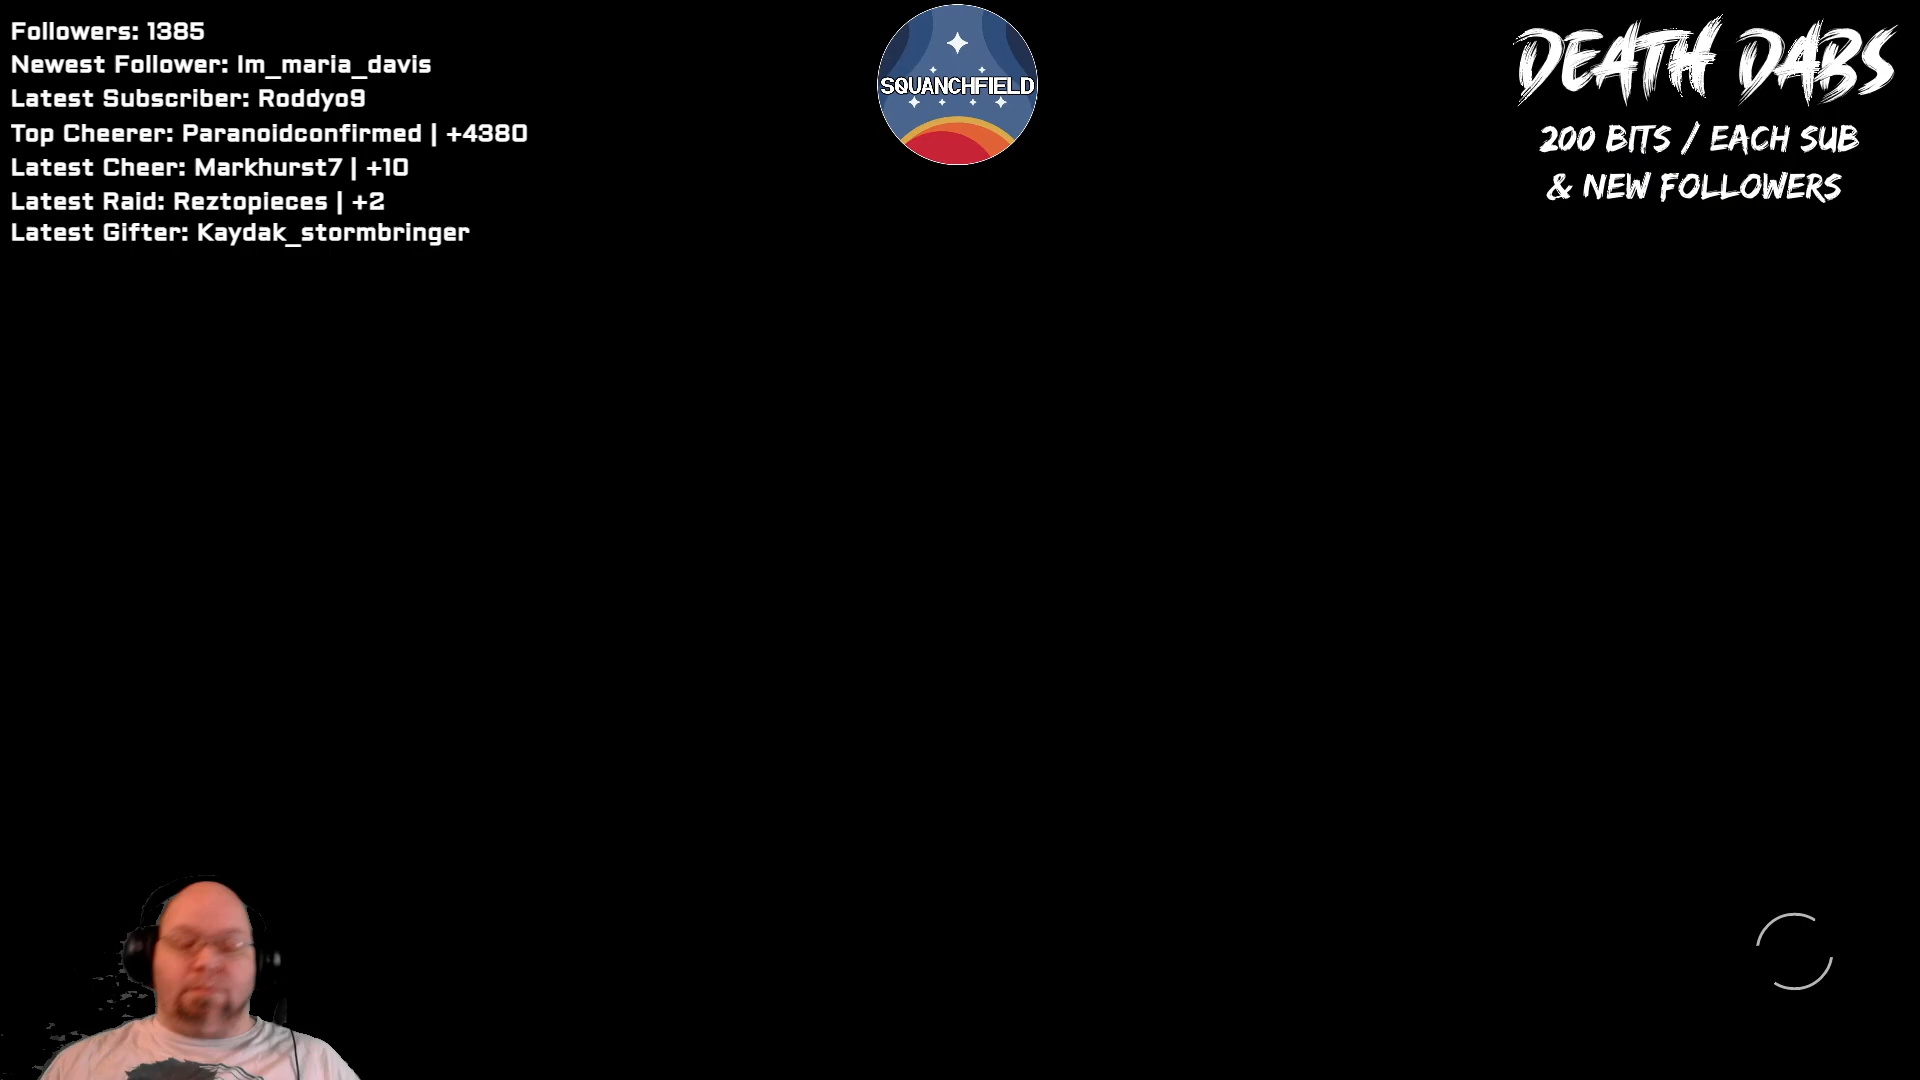 Followers: 1385
Newest Follower: Im_maria_davis
Latest Subscriber: Roddyo9
Top Cheerer: Paranoidconfirmed | +4380
Latest Cheer: Markhurst7 | +10
Latest Raid: Reztopieces | +2
Latest Gifter: Kaydak_stormbringer
SQUANCHFIELD
DEATH DABS
200 BITS / EACH SUB
& NEW FOLLOWERS